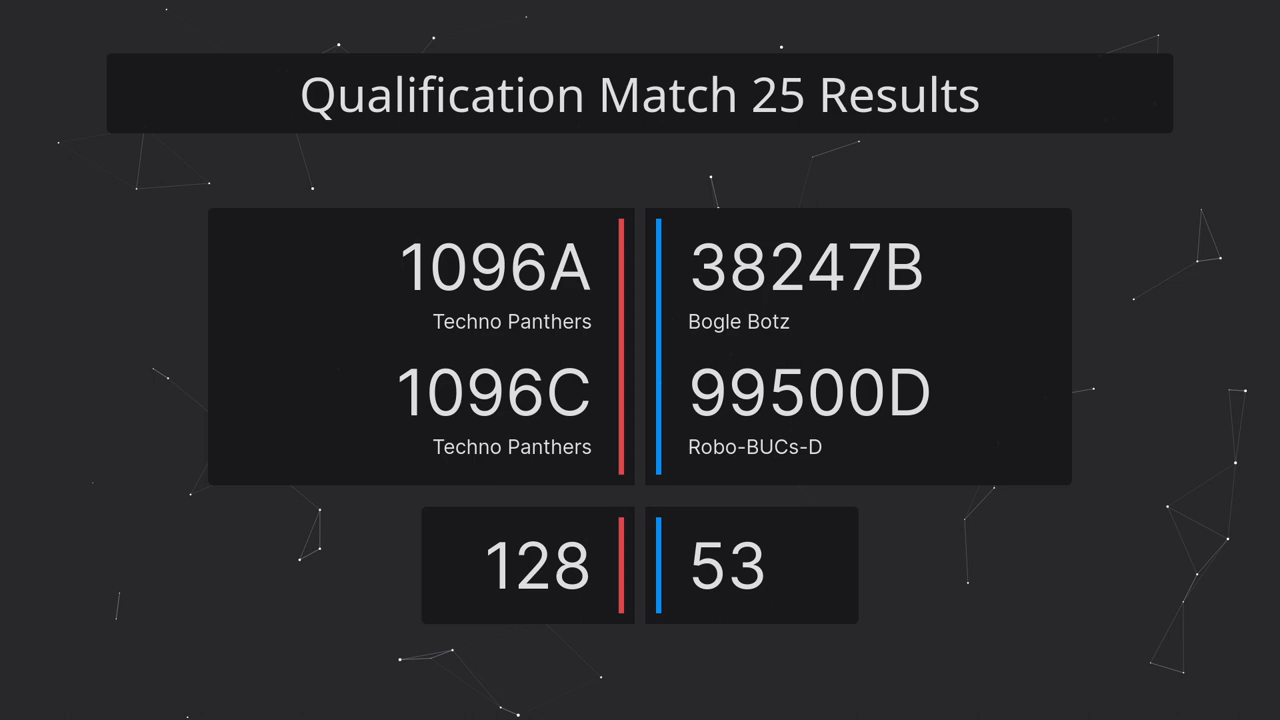 Qualification Match 25 Results
1096A
Techno Panthers
1096C
Techno Panthers
38247B
Bogle Botz
99500D
Robo-BUCs-D
128
53